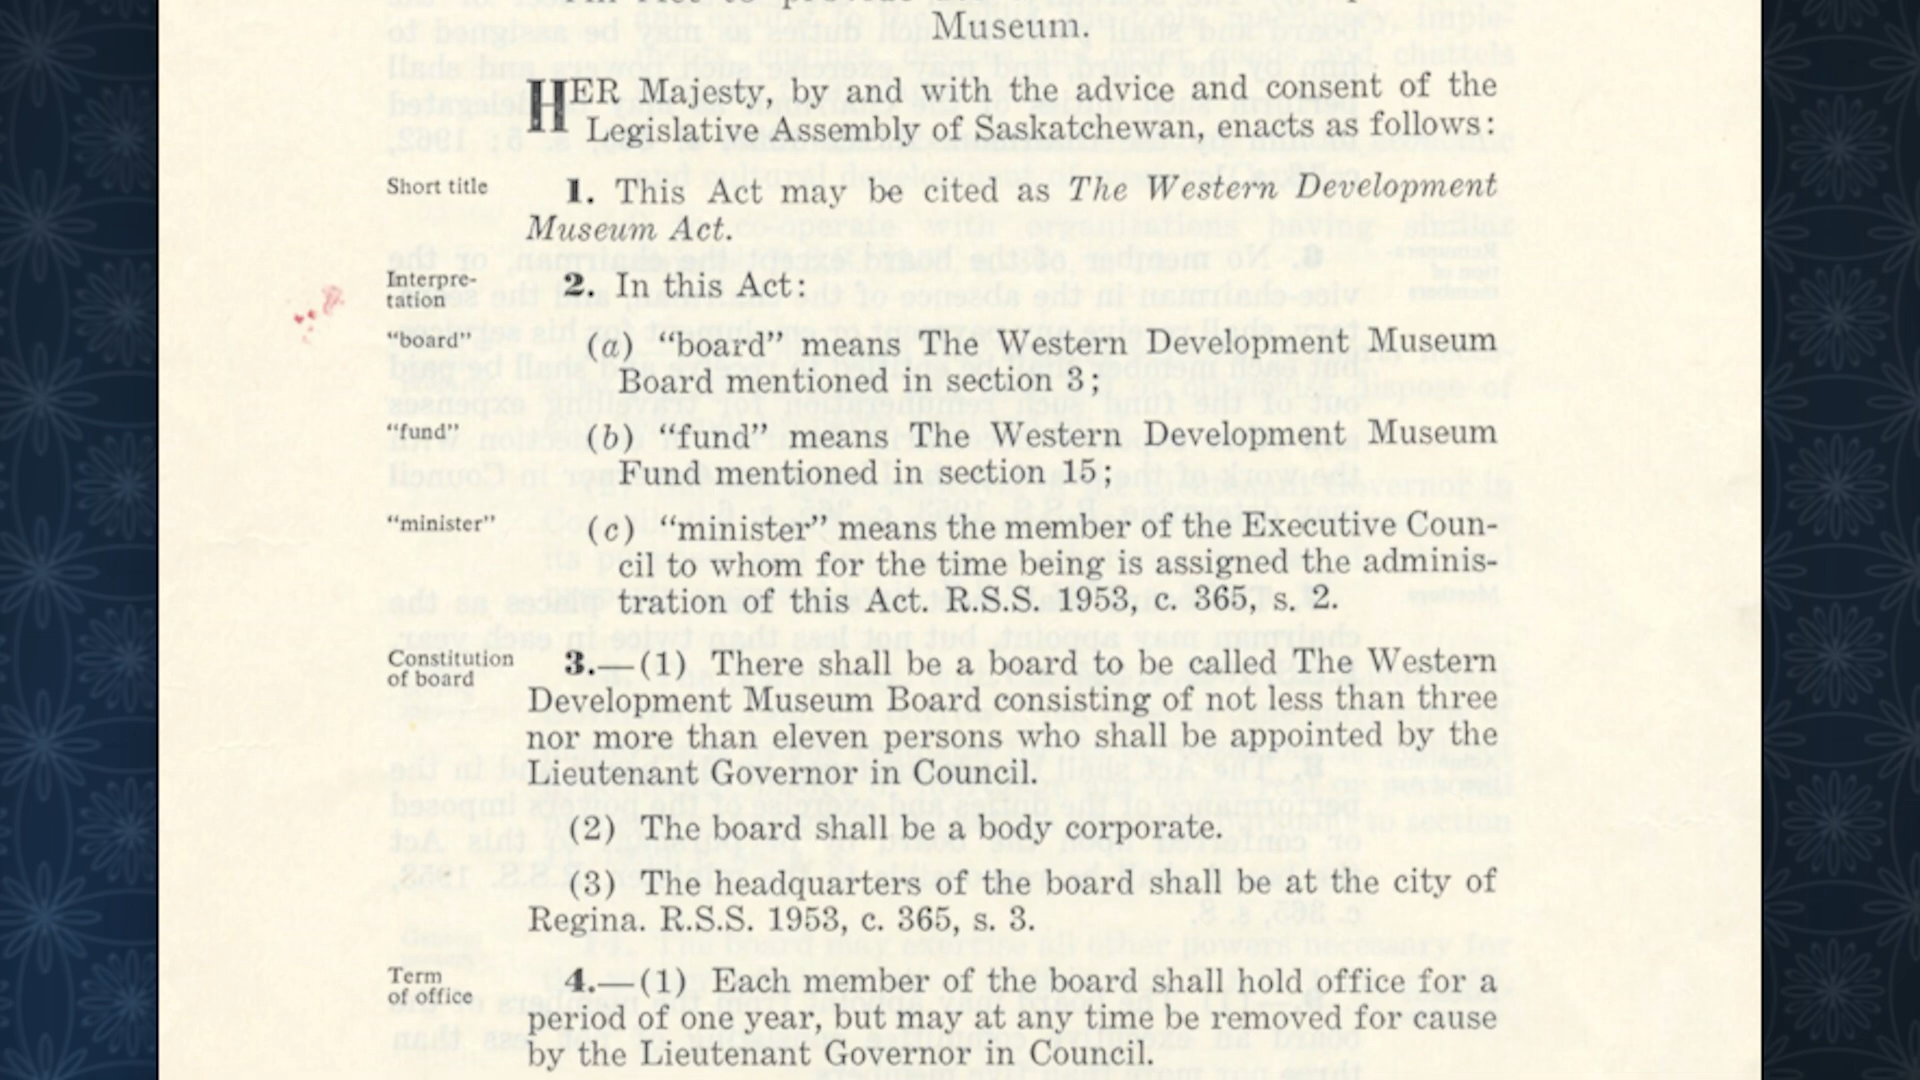 Museum.
HER Majesty, by and with the advice and consent of the
Legislative Assembly of Saskatchewan, enacts as follows:
Short title
1. This Act may be cited as The Western Development
Museum Act.
Interpre-
tation
2. In this Act:
"board"
(a) "board" means The Western Development Museum
Board mentioned in section 3;
"fund"
(b) "fund" means The Western Development Museum
Fund mentioned in section 15;
"minister"
(c) "minister" means the member of the Executive Coun-
cil to whom for the time being is assigned the adminis-
tration of this Act. R.S.S. 1953, c. 365, s. 2.
Constitution
of board
3.—(1) There shall be a board to be called The Western
Development Museum Board consisting of not less than three
nor more than eleven persons who shall be appointed by the
Lieutenant Governor in Council.
(2) The board shall be a body corporate.
(3) The headquarters of the board shall be at the city of
Regina. R.S.S. 1953, c. 365, s. 3.
Term
of office
4.—(1) Each member of the board shall hold office for a
period of one year, but may at any time be removed for cause
by the Lieutenant Governor in Council.